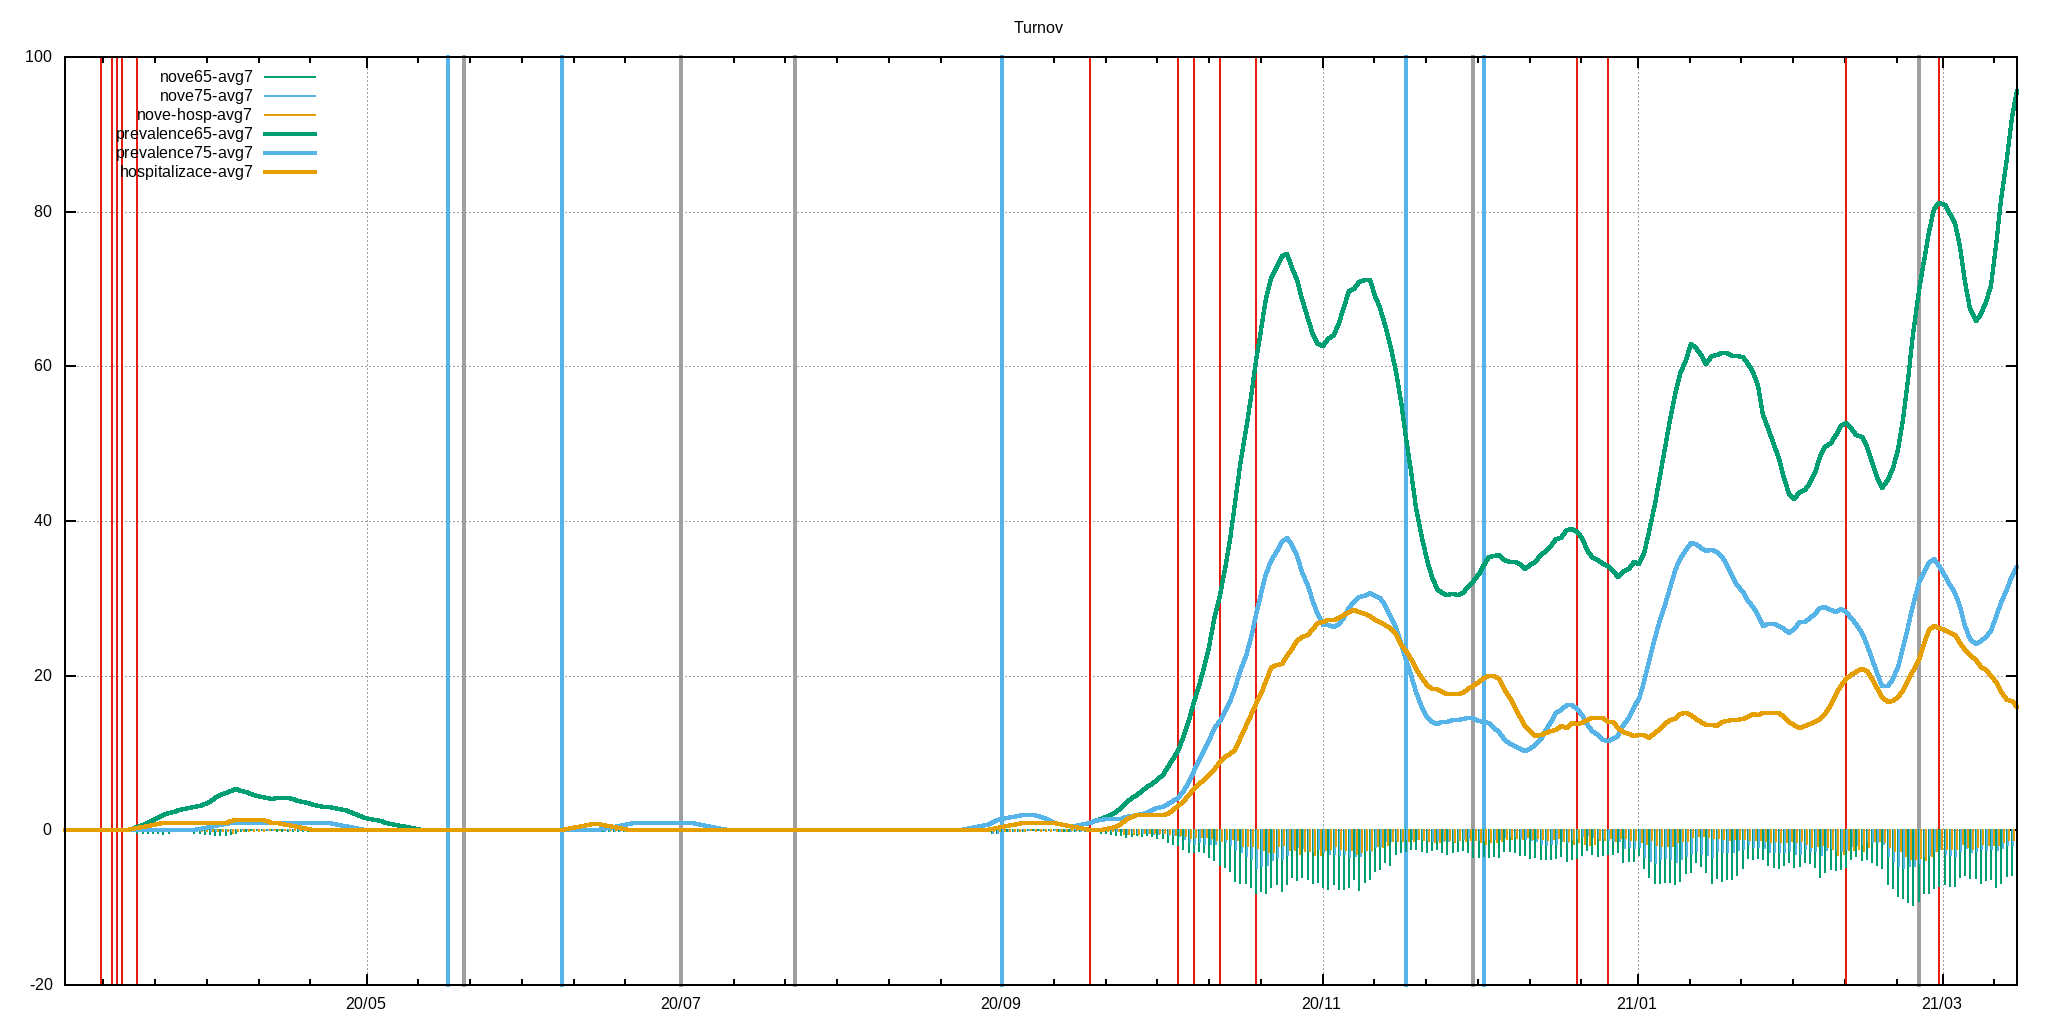 Turnov
100
80
60
40
20
0
-20
nove65-avg7
nove75-avg7
nove-hosp-avg7
prevalence65-avg7
prevalence75-avg7
hospitalizace-avg7
20/05
20/07
20/09
20/11
21/01
21/03